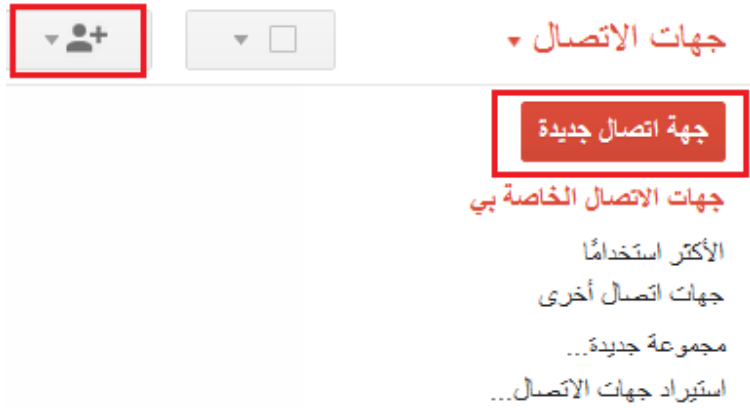 جهات الاتصال
جهة اتصال جديدة
جهات الاتصال الخاصة بي
الأكثر استخدامًا
جهات اتصال أخرى
مجموعة جديدة...
استيراد جهات الاتصال...